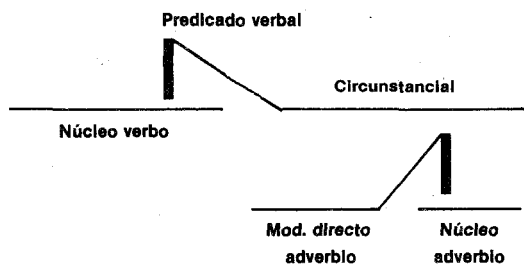 Predicado verbal
Circunstancial
Núcleo verbo
Mod. directo
adverbio
Núcleo
adverbio